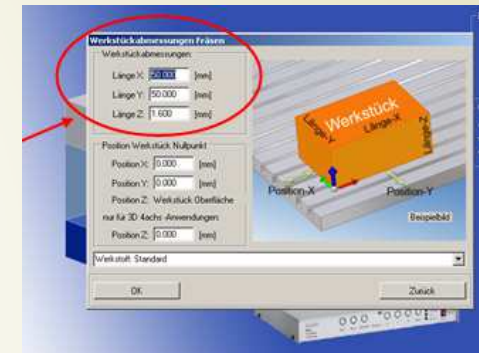 Werkstückabmessungen Fräsen
Werkstückabmessungen:
Länge X: 50.000 [mm]
Länge Y: 50.000 [mm]
Länge Z: 1.600 [mm]
Position Werkstück Nullpunkt
Position X: 0.000 [mm]
Position Y: 0.000 [mm]
Position Z: Werkstück Oberfläche
nur für 3D 4achs-Anwendungen:
Position Z: 0.000 [mm]
Werkstück
Länge-Y
Länge-X
Länge-Z
Position-X
Position-Y
Beispielbild
Werkstoff: Standard
OK
Zurück